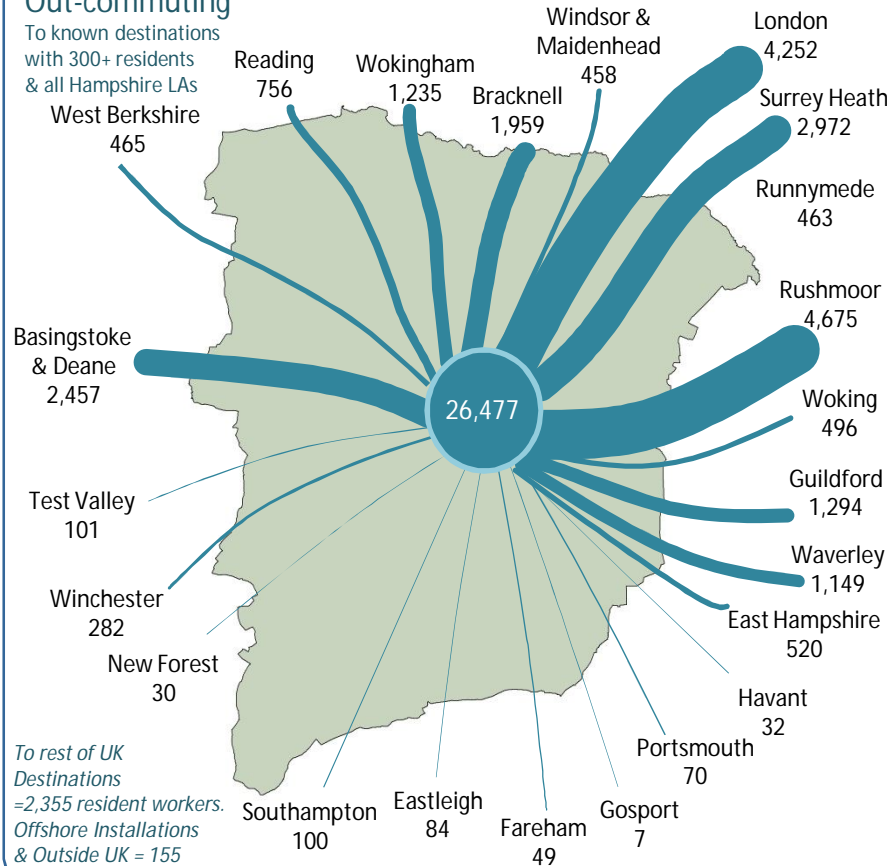 Out-commuting
To known destinations
with 300+ residents
& all Hampshire LAs
West Berkshire
465
Reading
756
Wokingham
1,235
Bracknell
1,959
Windsor &
Maidenhead
458
London
4,252
Surrey Heath
2,972
Runnymede
463
Rushmoor
4,675
Woking
496
Guildford
1,294
Waverley
1,149
East Hampshire
520
Havant
32
Portsmouth
70
Gosport
7
Fareham
49
Eastleigh
84
Southampton
100
New Forest
30
Winchester
282
Test Valley
101
Basingstoke
& Deane
2,457
26,477
To rest of UK
Destinations
=2,355 resident workers.
Offshore Installations
& Outside UK = 155